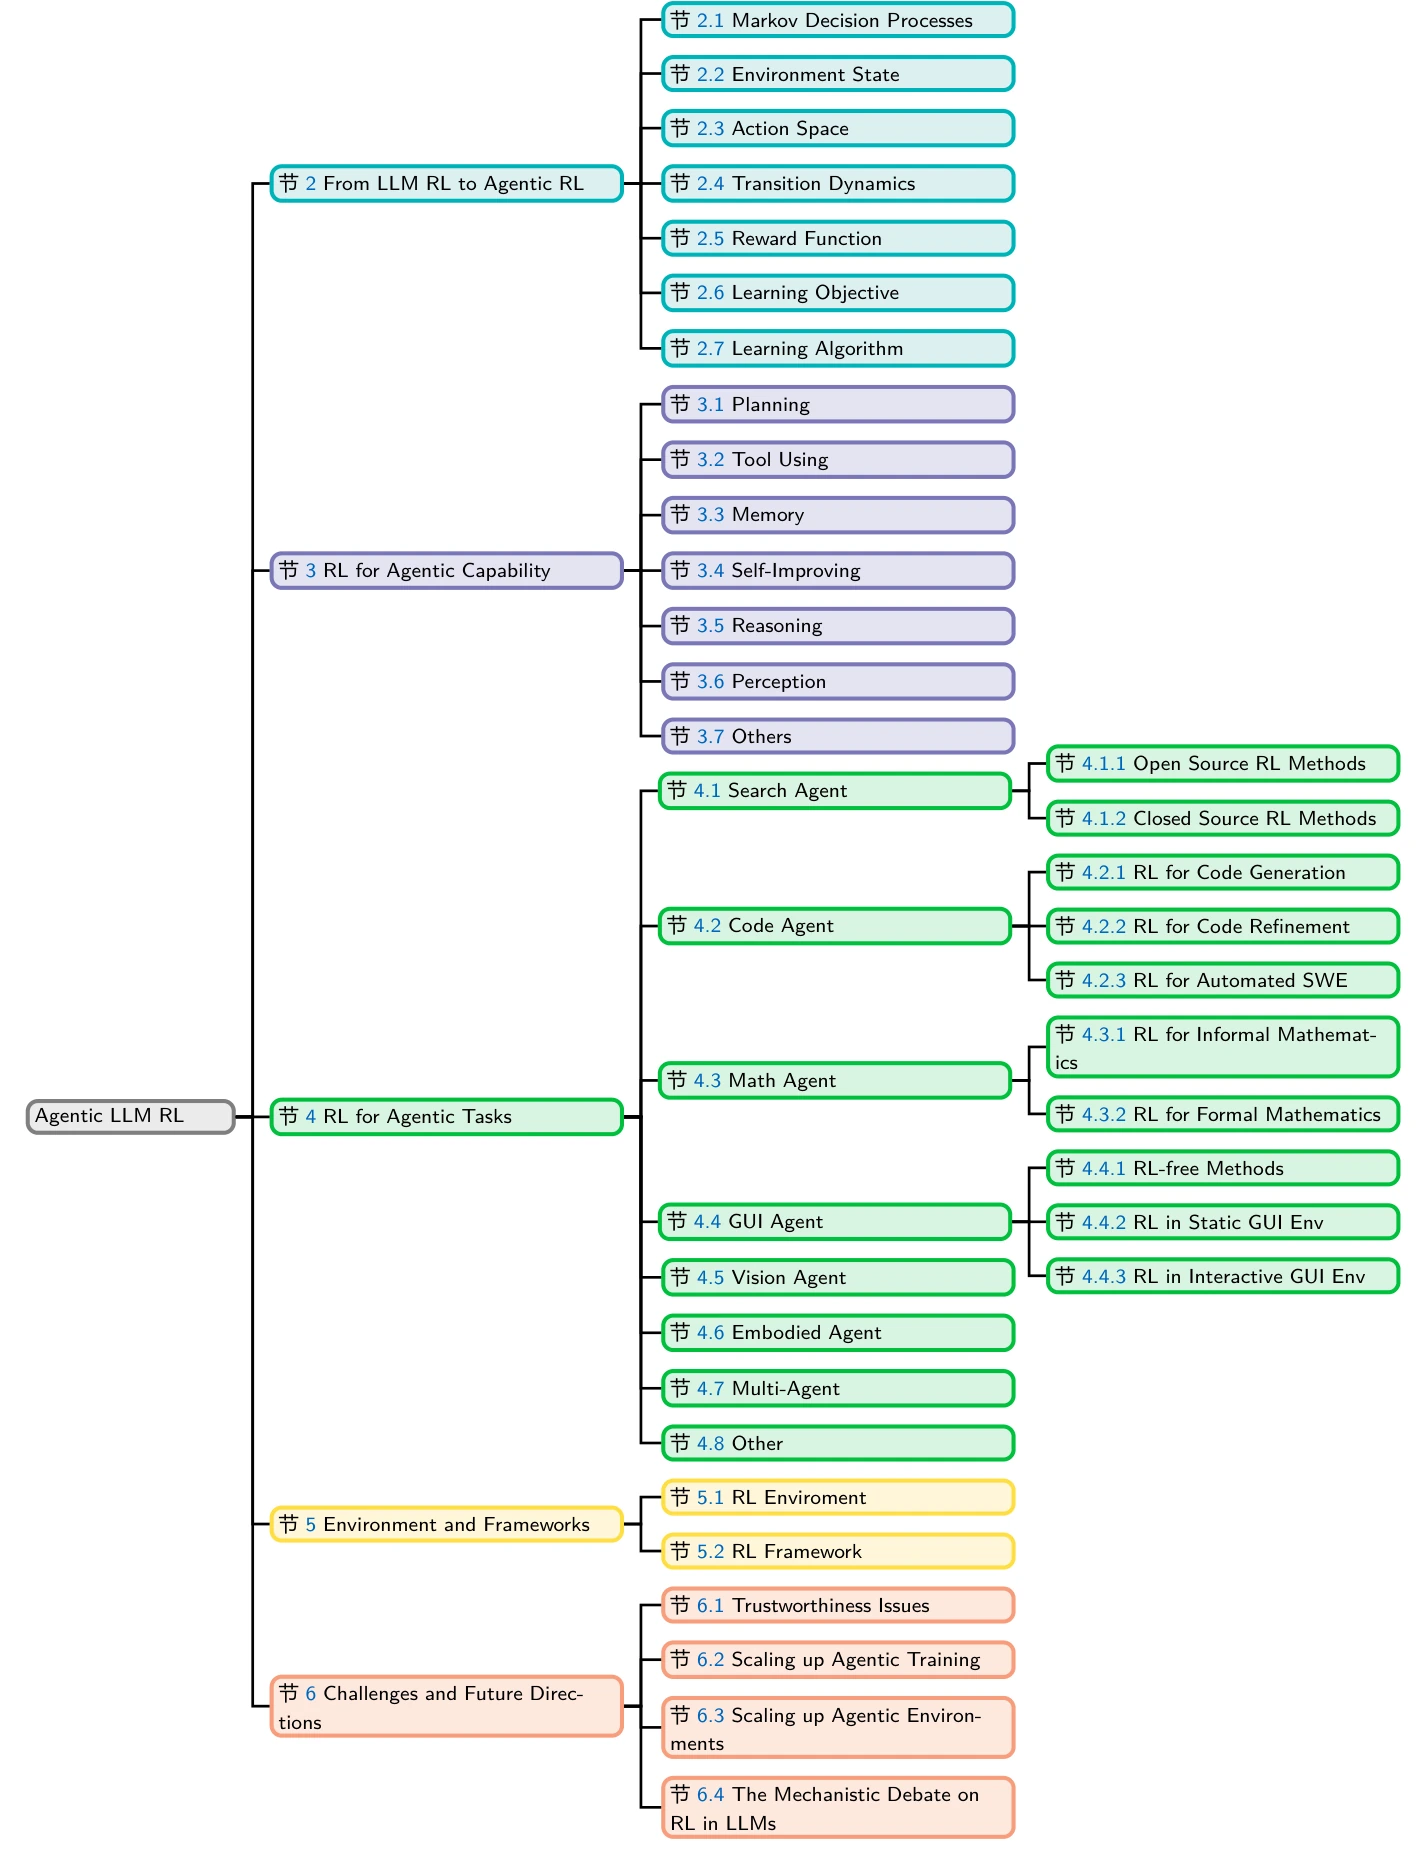 Agentic LLM RL
节 2 From LLM RL to Agentic RL
节 2.1 Markov Decision Processes
节 2.2 Environment State
节 2.3 Action Space
节 2.4 Transition Dynamics
节 2.5 Reward Function
节 2.6 Learning Objective
节 2.7 Learning Algorithm
节 3 RL for Agentic Capability
节 3.1 Planning
节 3.2 Tool Using
节 3.3 Memory
节 3.4 Self-Improving
节 3.5 Reasoning
节 3.6 Perception
节 3.7 Others
节 4 RL for Agentic Tasks
节 4.1 Search Agent
节 4.1.1 Open Source RL Methods
节 4.1.2 Closed Source RL Methods
节 4.2 Code Agent
节 4.2.1 RL for Code Generation
节 4.2.2 RL for Code Refinement
节 4.2.3 RL for Automated SWE
节 4.3 Math Agent
节 4.3.1 RL for Informal Mathemat-
ics
节 4.3.2 RL for Formal Mathematics
节 4.4 GUI Agent
节 4.4.1 RL-free Methods
节 4.4.2 RL in Static GUI Env
节 4.4.3 RL in Interactive GUI Env
节 4.5 Vision Agent
节 4.6 Embodied Agent
节 4.7 Multi-Agent
节 4.8 Other
节 5 Environment and Frameworks
节 5.1 RL Enviroment
节 5.2 RL Framework
节 6 Challenges and Future Direc-
tions
节 6.1 Trustworthiness Issues
节 6.2 Scaling up Agentic Training
节 6.3 Scaling up Agentic Environ-
ments
节 6.4 The Mechanistic Debate on
RL in LLMs